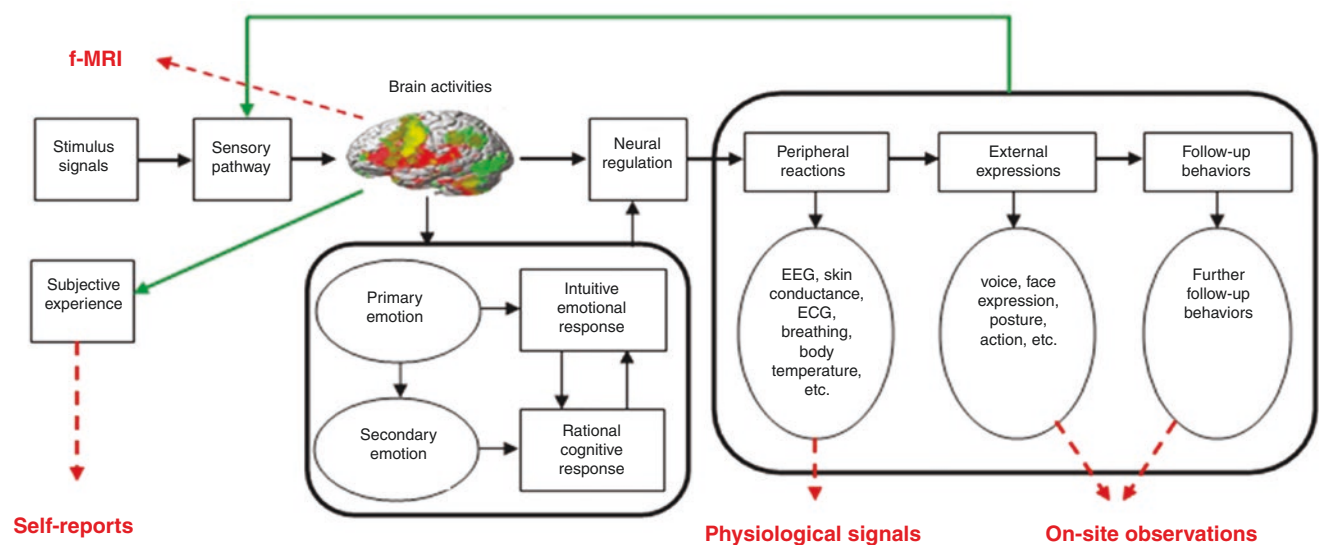 f-MRI
Brain activities
Stimulus
signals
Sensory
pathway
Neural
regulation
Peripheral
reactions
External
expressions
Follow-up
behaviors
Subjective
experience
Primary
emotion
Intuitive
emotional
response
Secondary
emotion
Rational
cognitive
response
EEG, skin
conductance,
ECG,
breathing,
body
temperature,
etc.
voice, face
expression,
posture,
action, etc.
Further
follow-up
behaviors
Self-reports
Physiological signals
On-site observations